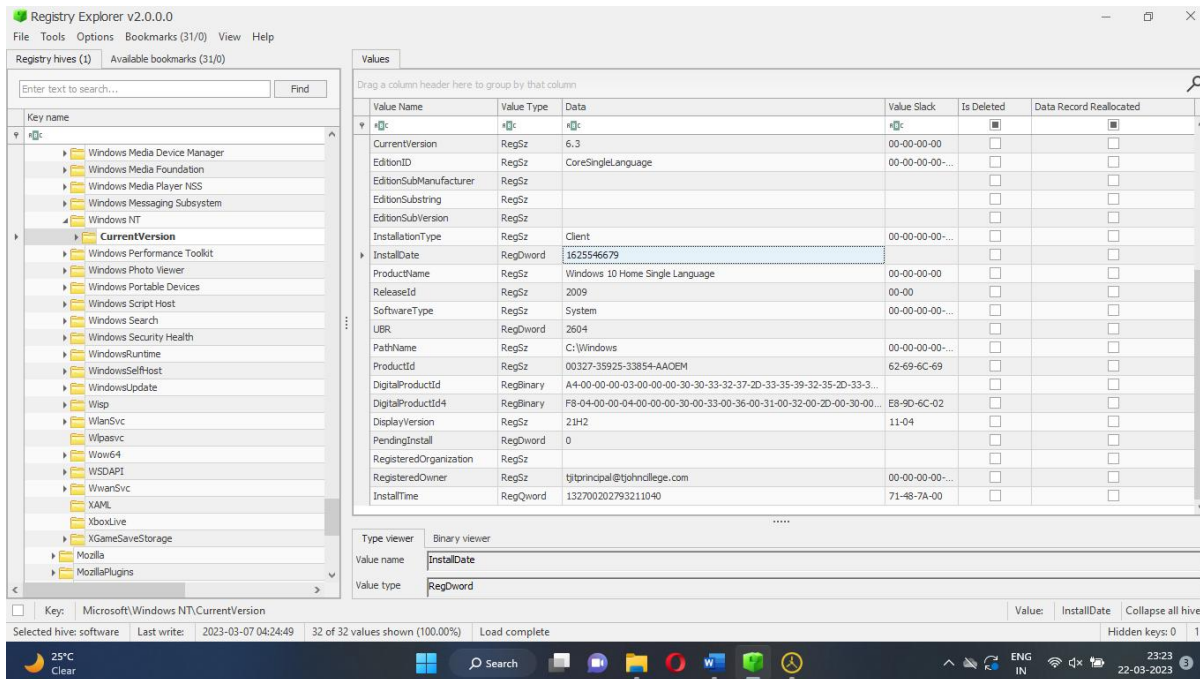 Registry Explorer v2.0.0.0
File Tools Options Bookmarks (31/0) View Help
Registry hives (1) Available bookmarks (31/0)
Enter text to search... Find
Key name
Windows Media Device Manager
Windows Media Foundation
Windows Media Player NSS
Windows Messaging Subsystem
Windows NT
CurrentVersion
Windows Performance Toolkit
Windows Photo Viewer
Windows Portable Devices
Windows Script Host
Windows Search
Windows Security Health
WindowsRuntime
WindowsSelfHost
WindowsUpdate
Wisp
WlanSvc
Wlpasvc
Wow64
WSDAPI
WwanSvc
XAML
XboxLive
XGameSaveStorage
Mozilla
MozillaPlugins
Values
Drag a column header here to group by that column
Value Name Value Type Data Value Slack Is Deleted Data Record Reallocated
CurrentVersion RegSz 6.3 00-00-00-00
EditionID RegSz CoreSingleLanguage 00-00-00-00-...
EditionSubManufacturer RegSz
EditionSubstring RegSz
EditionSubVersion RegSz
InstallationType RegSz Client 00-00-00-00-...
InstallDate RegDword 1625546679
ProductName RegSz Windows 10 Home Single Language 00-00-00-00
ReleaseId RegSz 2009 00-00
SoftwareType RegSz System 00-00-00-00-...
UBR RegDword 2604
PathName RegSz C:\Windows 00-00-00-00-...
ProductId RegSz 00327-35925-33854-AAOEM 62-69-6C-69
DigitalProductId RegBinary A4-00-00-00-03-00-00-00-30-30-33-32-37-2D-33-35-39-32-35-2D-33-3...
DigitalProductId4 RegBinary F8-04-00-00-04-00-00-00-30-00-33-00-36-00-31-00-32-00-2D-00-30-00... E8-9D-6C-02
DisplayVersion RegSz 21H2 11-04
PendingInstall RegDword 0
RegisteredOrganization RegSz
RegisteredOwner RegSz tjitprincipal@tjohncillege.com 00-00-00-00-...
InstallTime RegQword 132700202793211040 71-48-7A-00
Type viewer Binary viewer
Value name InstallDate
Value type RegDword
Key: Microsoft\Windows NT\CurrentVersion Value: InstallDate Collapse all hive
Selected hive: software Last write: 2023-03-07 04:24:49 32 of 32 values shown (100.00%) Load complete Hidden keys: 0 1
25°C
Clear
Search
ENG
IN
23:23
22-03-2023
3